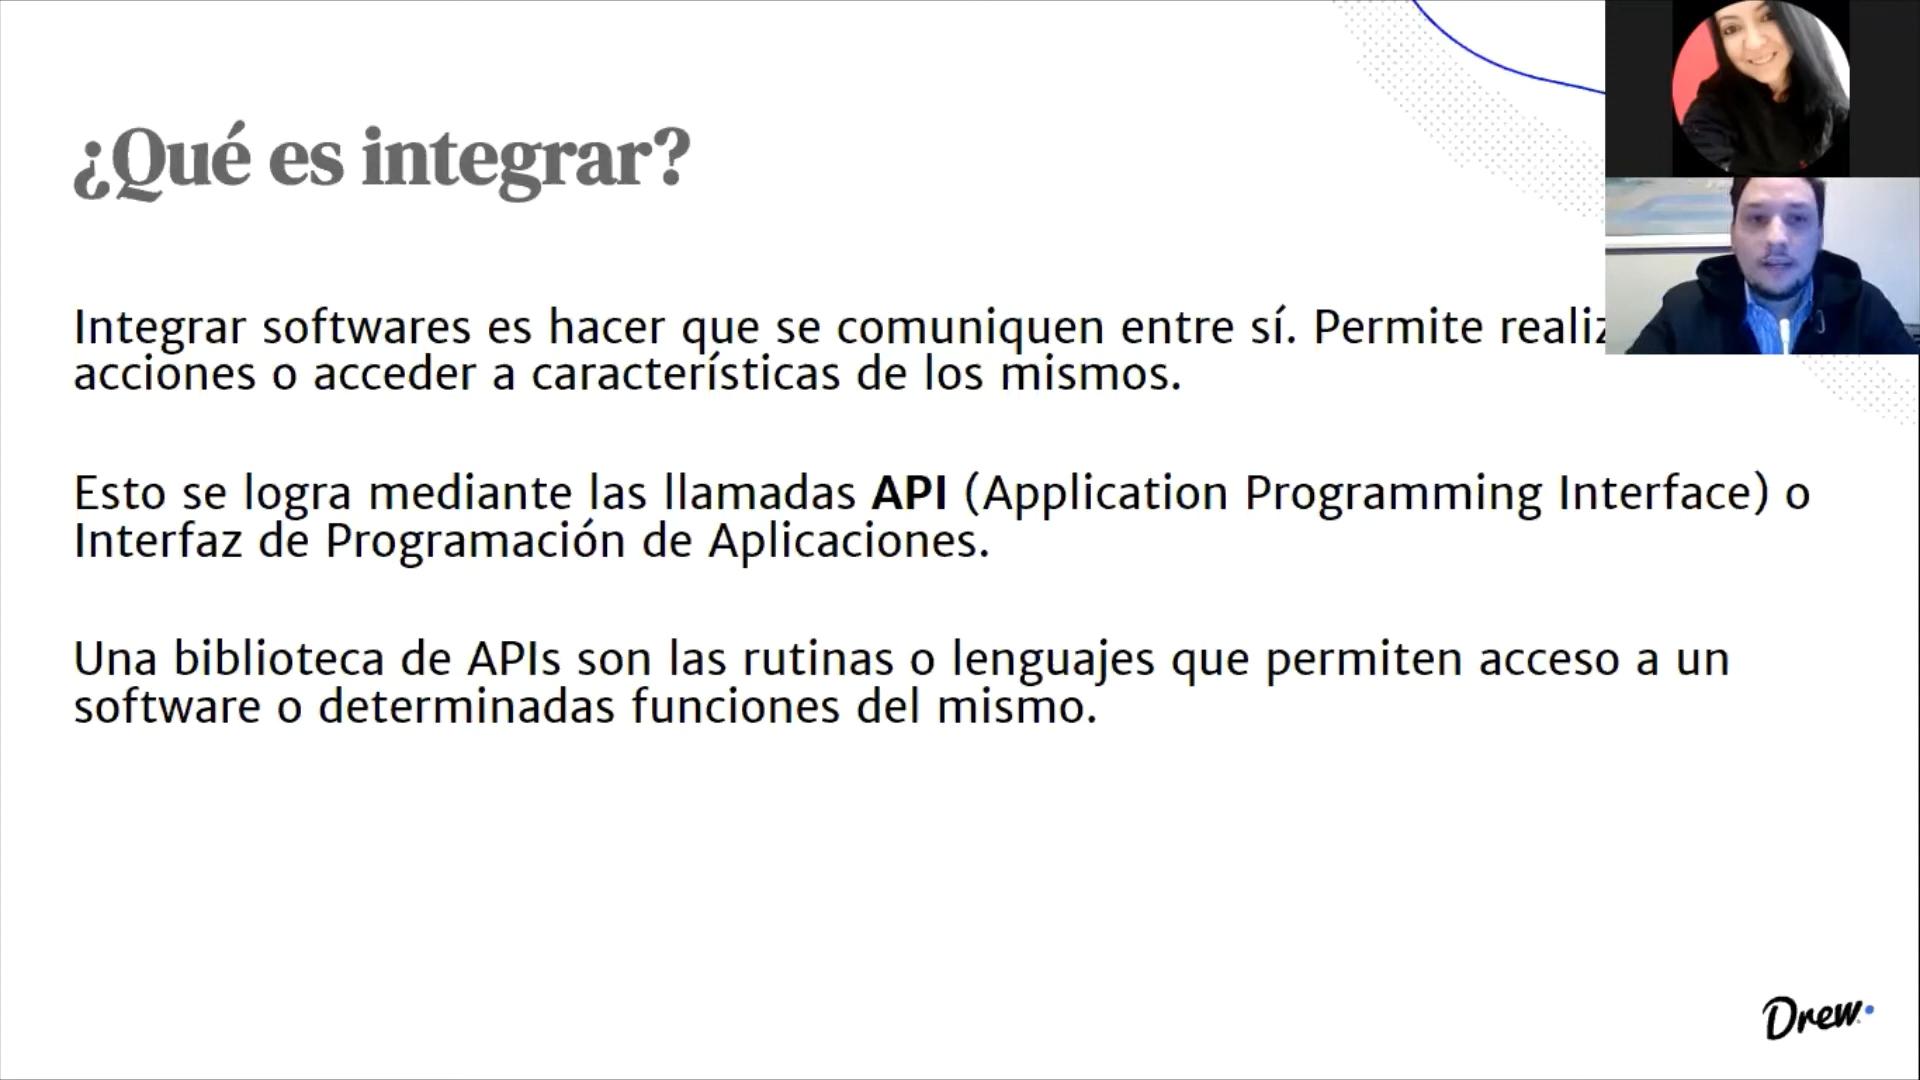 ¿Qué es integrar?
Integrar softwares es hacer que se comuniquen entre sí. Permite
acciones o acceder a características de los mismos.
Esto se logra mediante las llamadas API (Application Programming Interface) o
Interfaz de Programación de Aplicaciones.
Una biblioteca de APIs son las rutinas o lenguajes que permiten acceso a un
software o determinadas funciones del mismo.
Drew